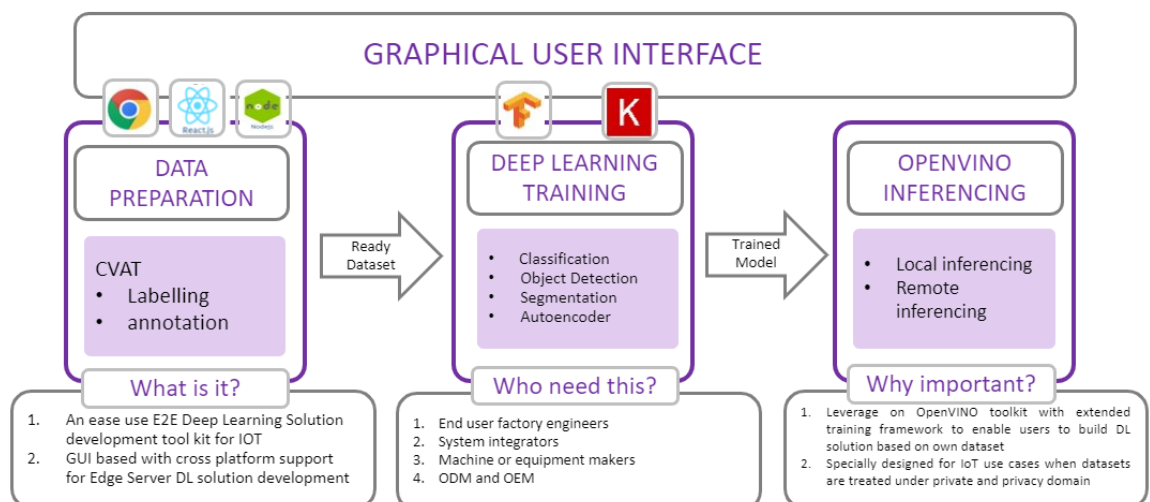 GRAPHICAL USER INTERFACE
React.js
node
Nodejs
K
DATA
PREPARATION
CVAT
• Labelling
• annotation
Ready
Dataset
DEEP LEARNING
TRAINING
• Classification
• Object Detection
• Segmentation
• Autoencoder
Trained
Model
OPENVINO
INFERENCING
• Local inferencing
• Remote
inferencing
What is it?
1. An ease use E2E Deep Learning Solution
development tool kit for IOT
2. GUI based with cross platform support
for Edge Server DL solution development
Who need this?
1. End user factory engineers
2. System integrators
3. Machine or equipment makers
4. ODM and OEM
Why important?
1. Leverage on OpenVINO toolkit with extended
training framework to enable users to build DL
solution based on own dataset
2. Specially designed for IoT use cases when datasets
are treated under private and privacy domain